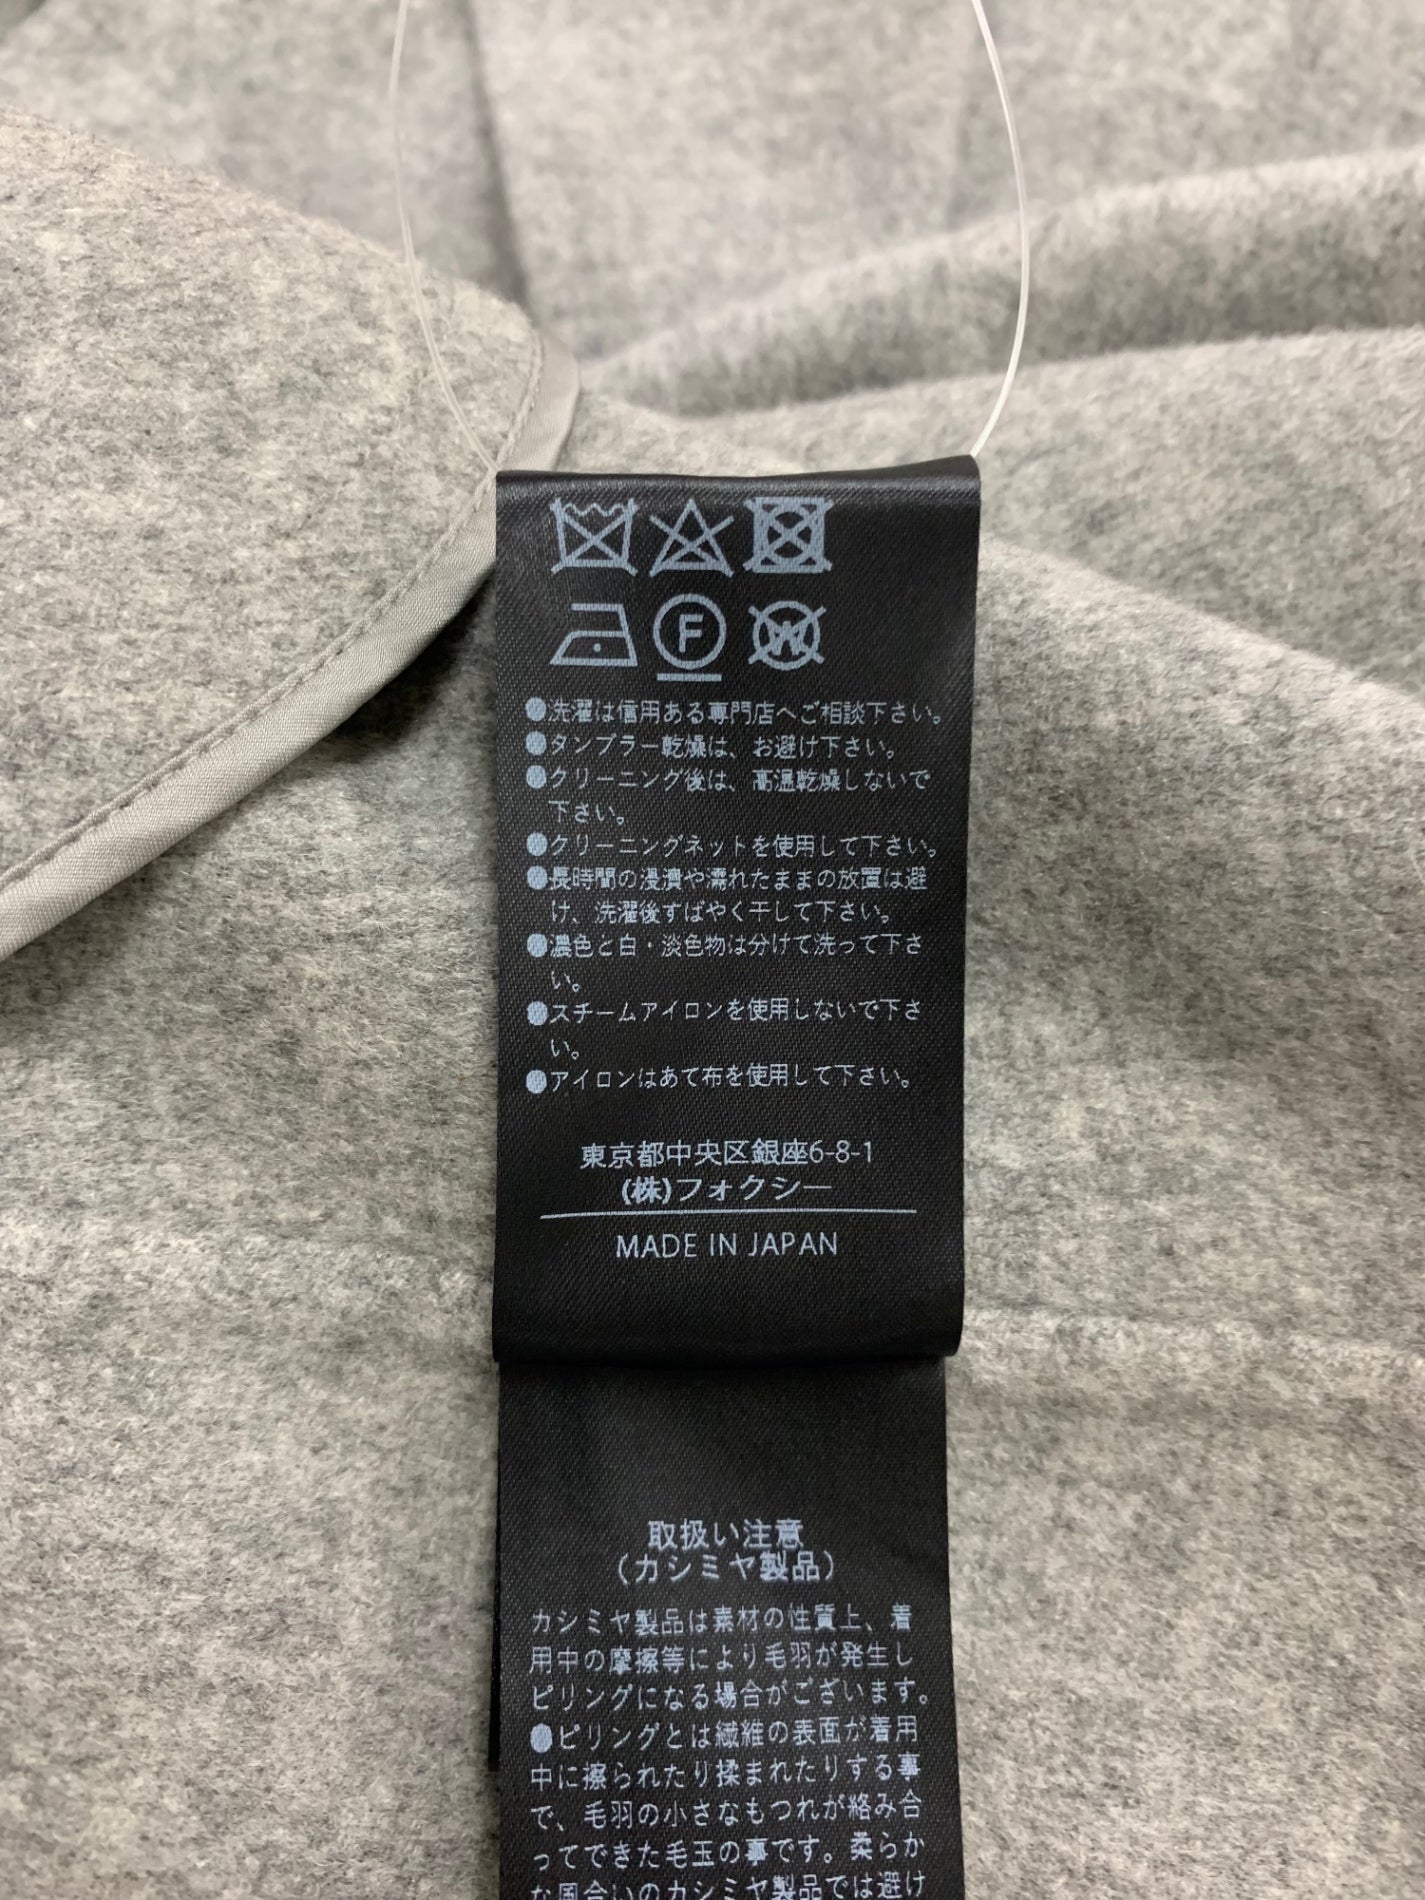 F
W
●洗濯は信用ある専門店へご相談下さい。
●タンブラー乾燥は、お避け下さい。
●クリーニング後は、高温乾燥しないで
下さい。
●クリーニングネットを使用して下さい。
●長時間の浸漬や濡れたままの放置は避
け、洗濯後すばやく干して下さい。
●濃色と白・淡色物は分けて洗って下さ
い。
●スチームアイロンを使用しないで下さ
い。
●アイロンはあて布を使用して下さい。
東京都中央区銀座6-8-1
(株)フォクシー
MADE IN JAPAN
取扱い注意
（カシミヤ製品）
カシミヤ製品は素材の性質上、着
用中の摩擦等により毛羽が発生し
ピリングになる場合がございます。
●ピリングとは繊維の表面が着用
中に擦られたり揉まれたりする事
で、毛羽の小さなもつれが絡み合
ってできた毛玉の事です。柔らか
な風合いのカシミヤ製品では避け